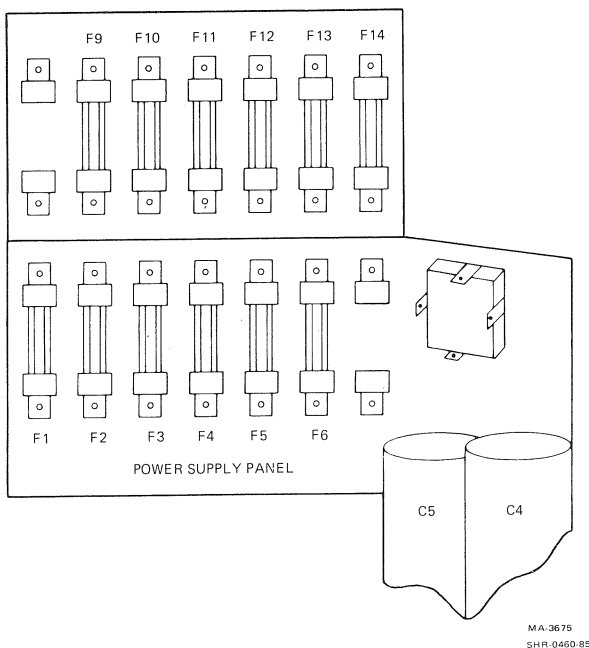 F9 F10 F11 F12 F13 F14
F1 F2 F3 F4 F5 F6
POWER SUPPLY PANEL
C5 C4
MA-3675
SHR-0460-85